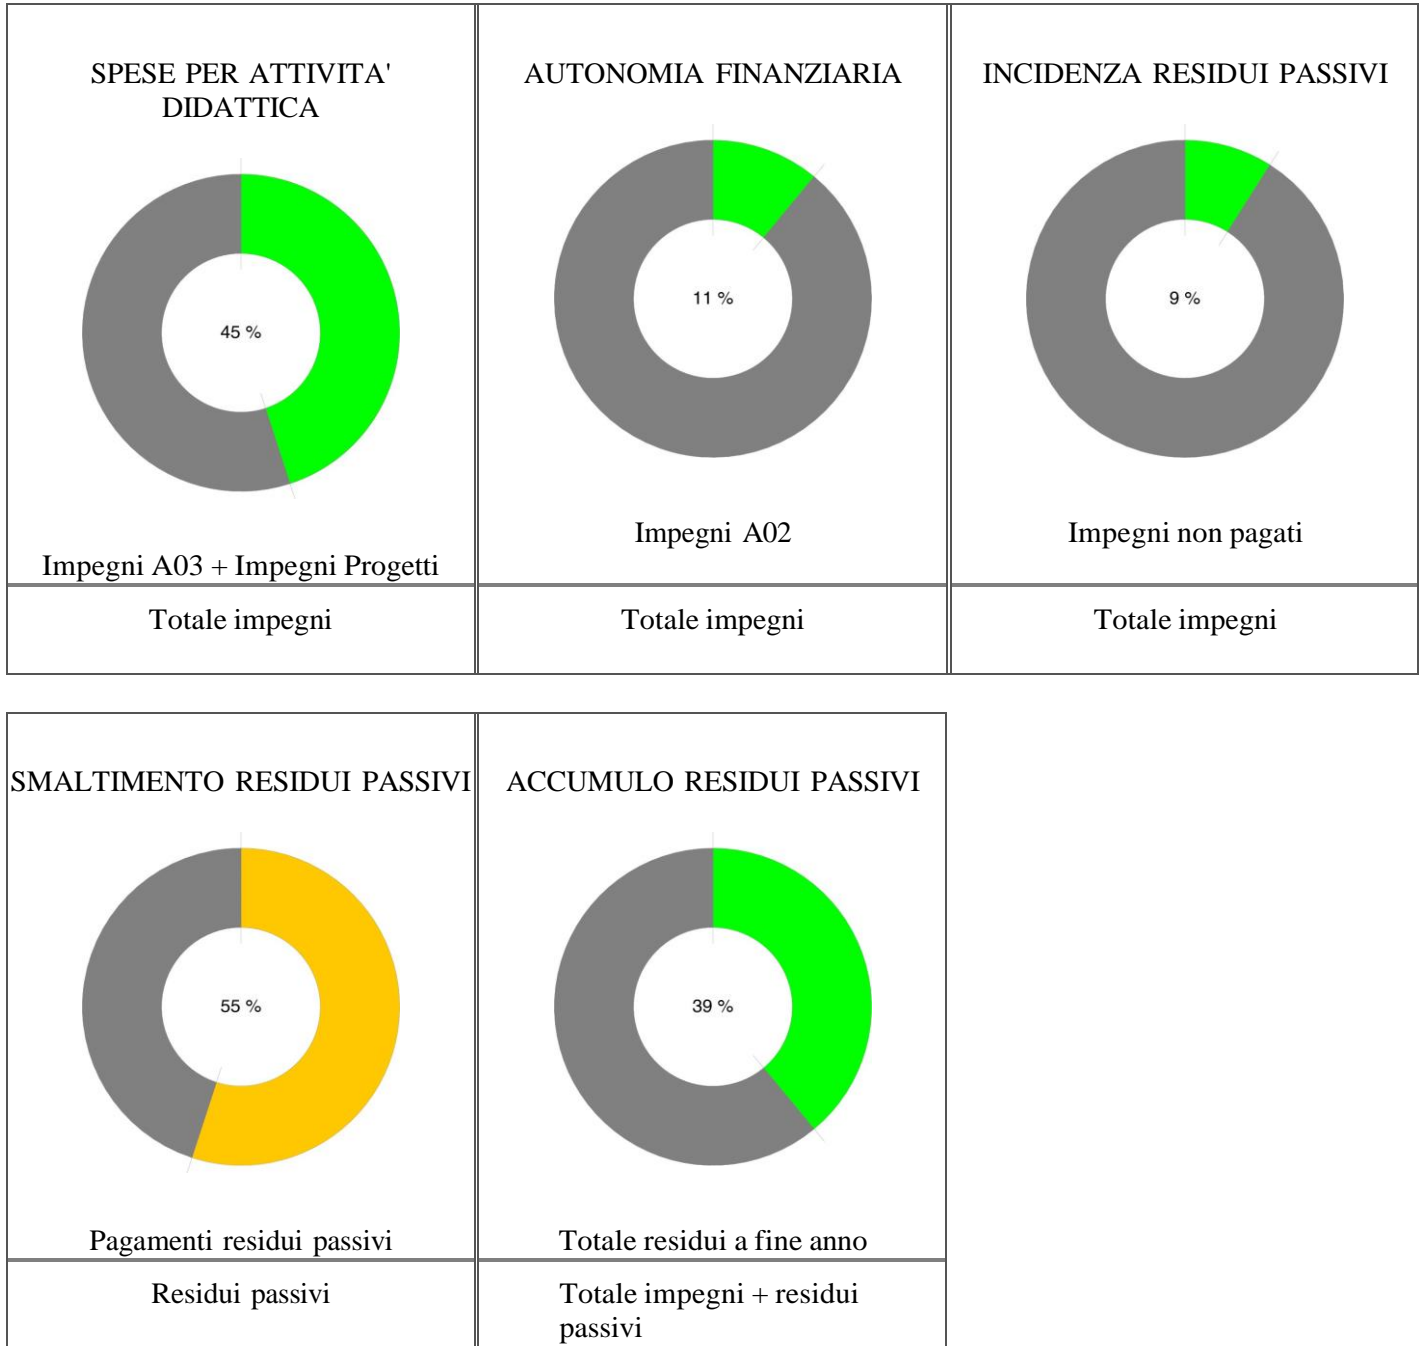 SPESE PER ATTIVITA'
DIDATTICA
45 %
Impegni A03 + Impegni Progetti
Totale impegni
AUTONOMIA FINANZIARIA
11 %
Impegni A02
Totale impegni
INCIDENZA RESIDUI PASSIVI
9 %
Impegni non pagati
Totale impegni
SMALTIMENTO RESIDUI PASSIVI
55 %
Pagamenti residui passivi
Residui passivi
ACCUMULO RESIDUI PASSIVI
39 %
Totale residui a fine anno
Totale impegni + residui
passivi